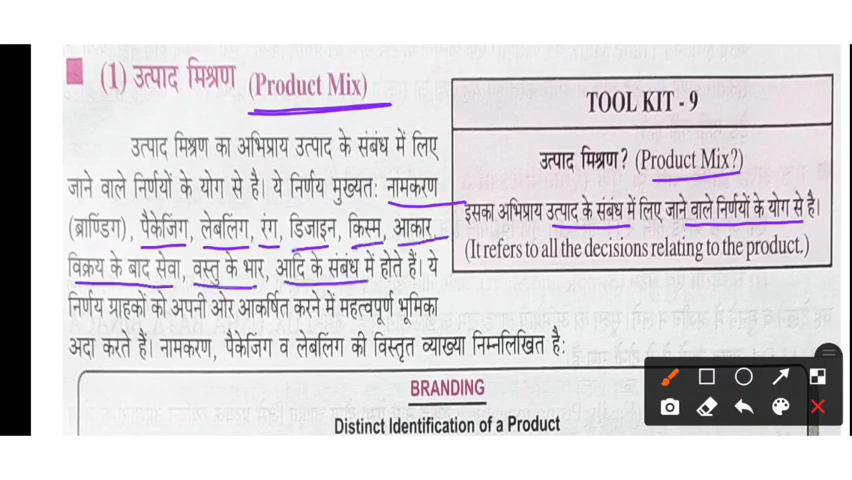 (1) उत्पाद मिश्रण (Product Mix)
उत्पाद मिश्रण का अभिप्राय उत्पाद के संबंध में लिए
जाने वाले निर्णयों के योग से है। ये निर्णय मुख्यत: नामकरण
(ब्राण्डिंग), पैकेजिंग, लेबलिंग, रंग, डिजाइन, किस्म, आकार,
विक्रय के बाद सेवा, वस्तु के भार, आदि के संबंध में होते हैं। ये
निर्णय ग्राहकों को अपनी ओर आकर्षित करने में महत्वपूर्ण भूमिका
अदा करते हैं। नामकरण, पैकेजिंग व लेबलिंग की विस्तृत व्याख्या निम्नलिखित है:
TOOL KIT - 9
उत्पाद मिश्रण? (Product Mix?)
इसका अभिप्राय उत्पाद के संबंध में लिए जाने वाले निर्णयों के योग से है।
(It refers to all the decisions relating to the product.)
BRANDING
Distinct Identification of a Product